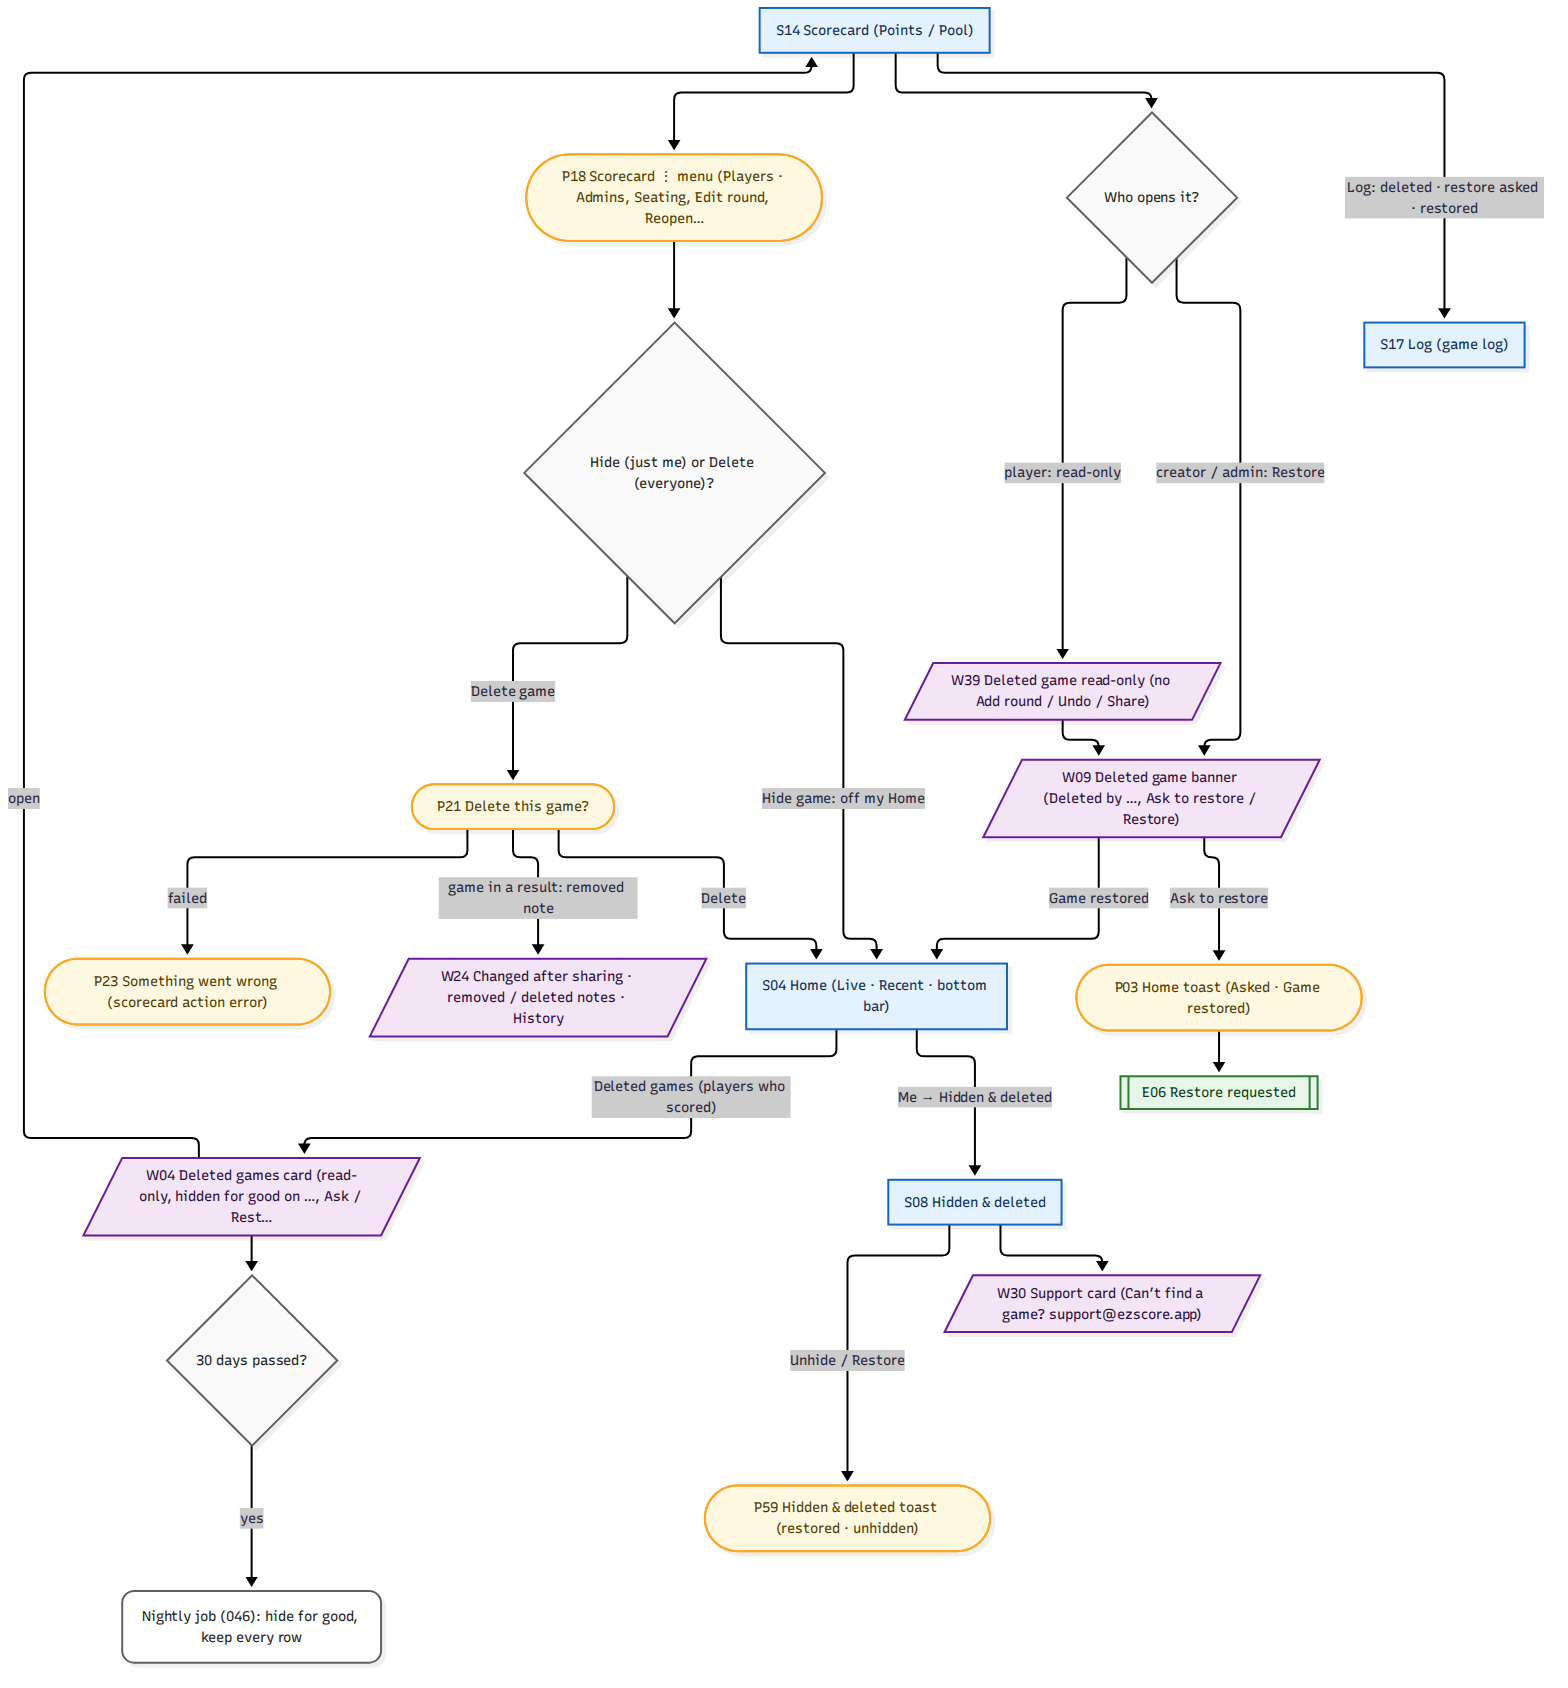 S14 Scorecard (Points / Pool)
P18 Scorecard ⋮ menu (Players ·
Admins, Seating, Edit round,
Reopen…
Who opens it?
Log: deleted · restore asked
· restored
S17 Log (game log)
Hide (just me) or Delete
(everyone)?
player: read-only
creator / admin: Restore
Delete game
W39 Deleted game read-only (no
Add round / Undo / Share)
open
P21 Delete this game?
Hide game: off my Home
W09 Deleted game banner
(Deleted by …, Ask to restore /
Restore)
failed
game in a result: removed
note
Delete
Game restored
Ask to restore
P23 Something went wrong
(scorecard action error)
W24 Changed after sharing ·
removed / deleted notes ·
History
S04 Home (Live · Recent · bottom
bar)
P03 Home toast (Asked · Game
restored)
Deleted games (players who
scored)
Me → Hidden & deleted
E06 Restore requested
W04 Deleted games card (read-
only, hidden for good on …, Ask /
Rest…
S08 Hidden & deleted
W30 Support card (Can’t find a
game? support@ezscore.app)
30 days passed?
Unhide / Restore
yes
P59 Hidden & deleted toast
(restored · unhidden)
Nightly job (046): hide for good,
keep every row